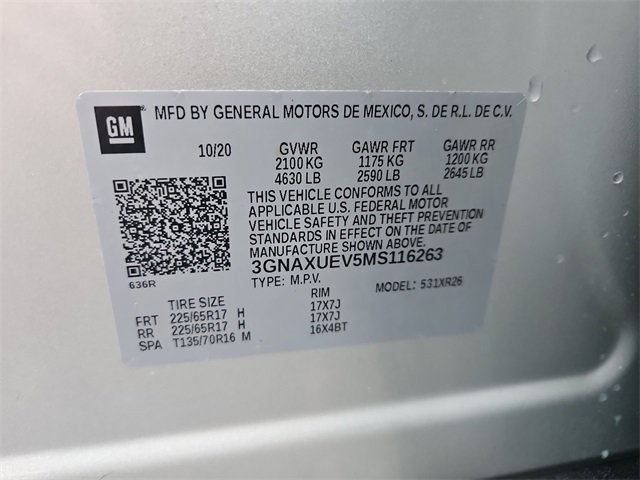 GM ® MFD BY GENERAL MOTORS DE MEXICO, S. DE R.L. DE C.V.
10/20 GVWR GAWR FRT GAWR RR
2100 KG 1175 KG 1200 KG
4630 LB 2590 LB 2645 LB
THIS VEHICLE CONFORMS TO ALL
APPLICABLE U.S. FEDERAL MOTOR
VEHICLE SAFETY AND THEFT PREVENTION
STANDARDS IN EFFECT ON THE DATE OF
MANUFACTURE SHOWN ABOVE.
3GNAXUEV5MS116263
636R TYPE: M.P.V. MODEL: 531XR26
TIRE SIZE RIM
FRT 225/65R17 H 17X7J
RR 225/65R17 H 17X7J
SPA T135/70R16 M 16X4BT